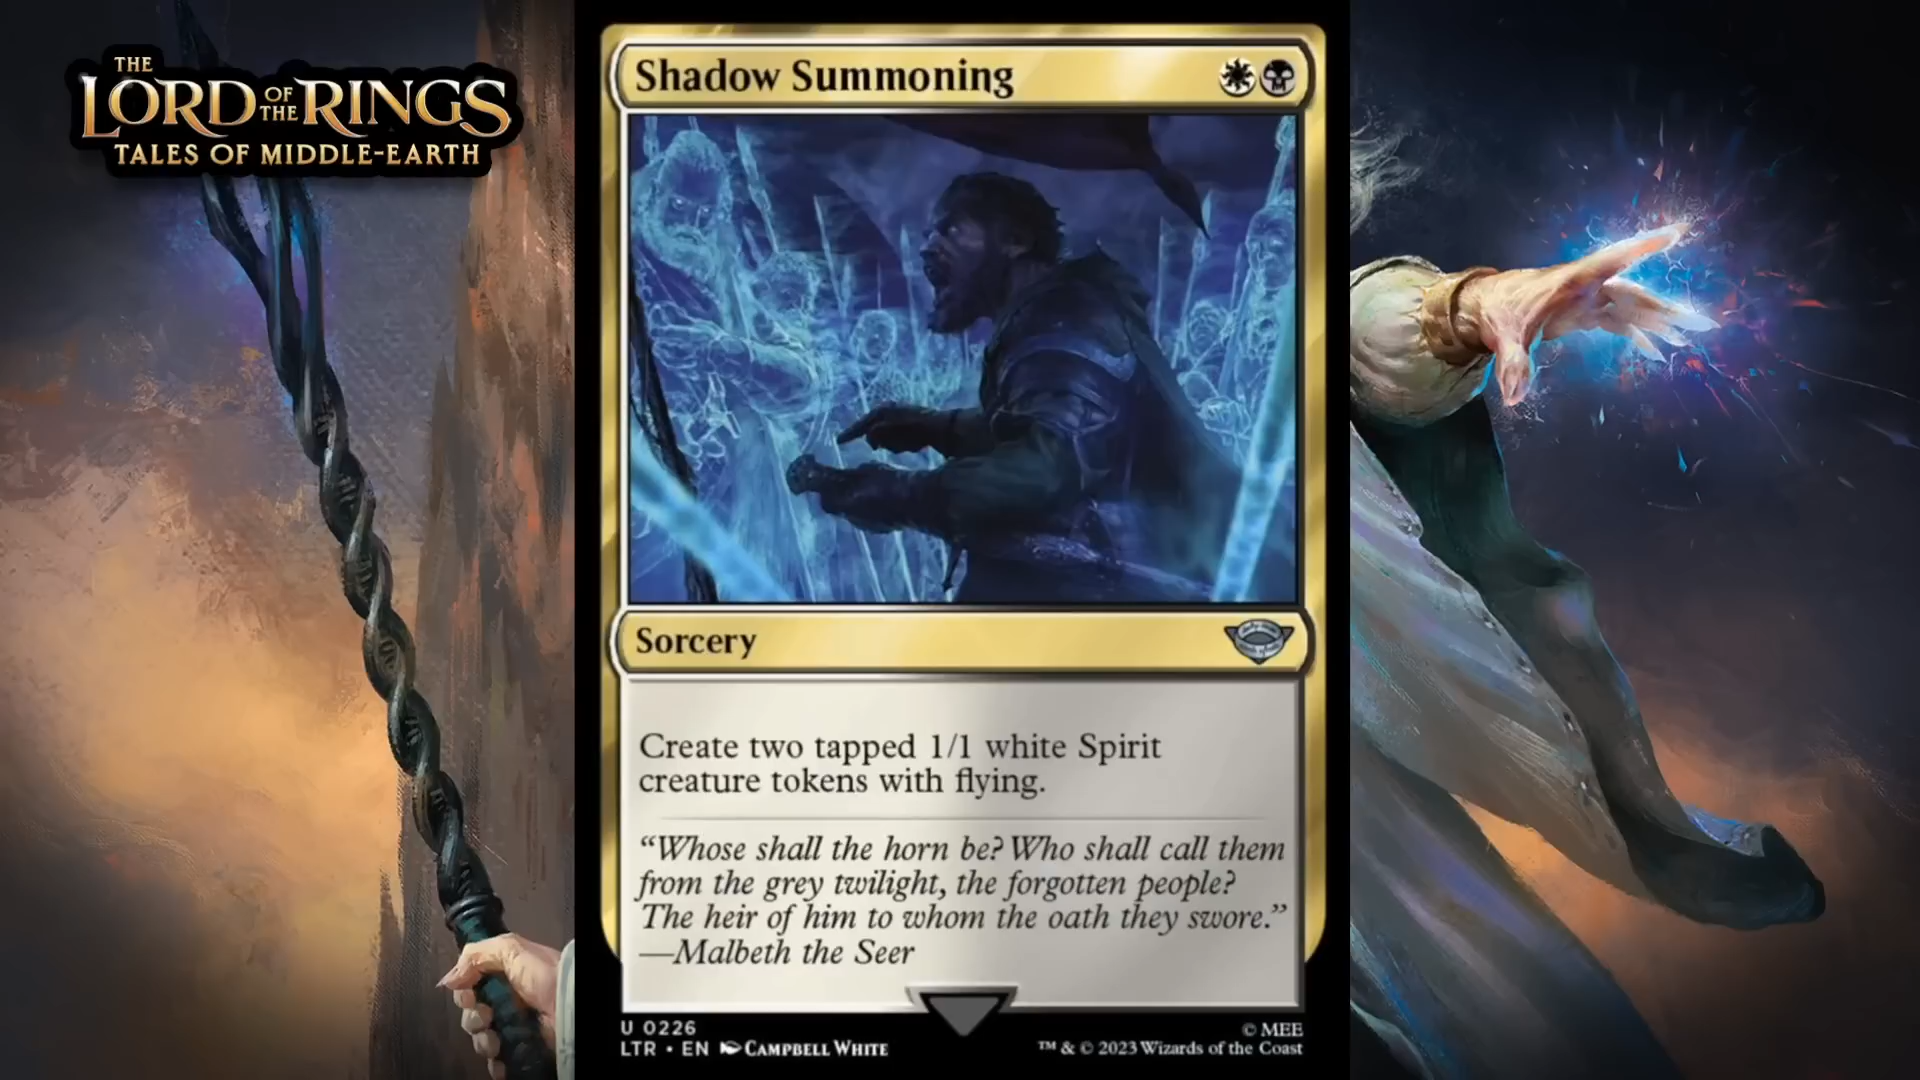 THE
LORD OF THE RINGS
TALES OF MIDDLE-EARTH
Shadow Summoning
Sorcery
Create two tapped 1/1 white Spirit
creature tokens with flying.
“Whose shall the horn be? Who shall call them
from the grey twilight, the forgotten people?
The heir of him to whom the oath they swore.”
—Malbeth the Seer
U 0226
LTR • EN CAMPBELL WHITE
© MEE
™ & © 2023 Wizards of the Coast